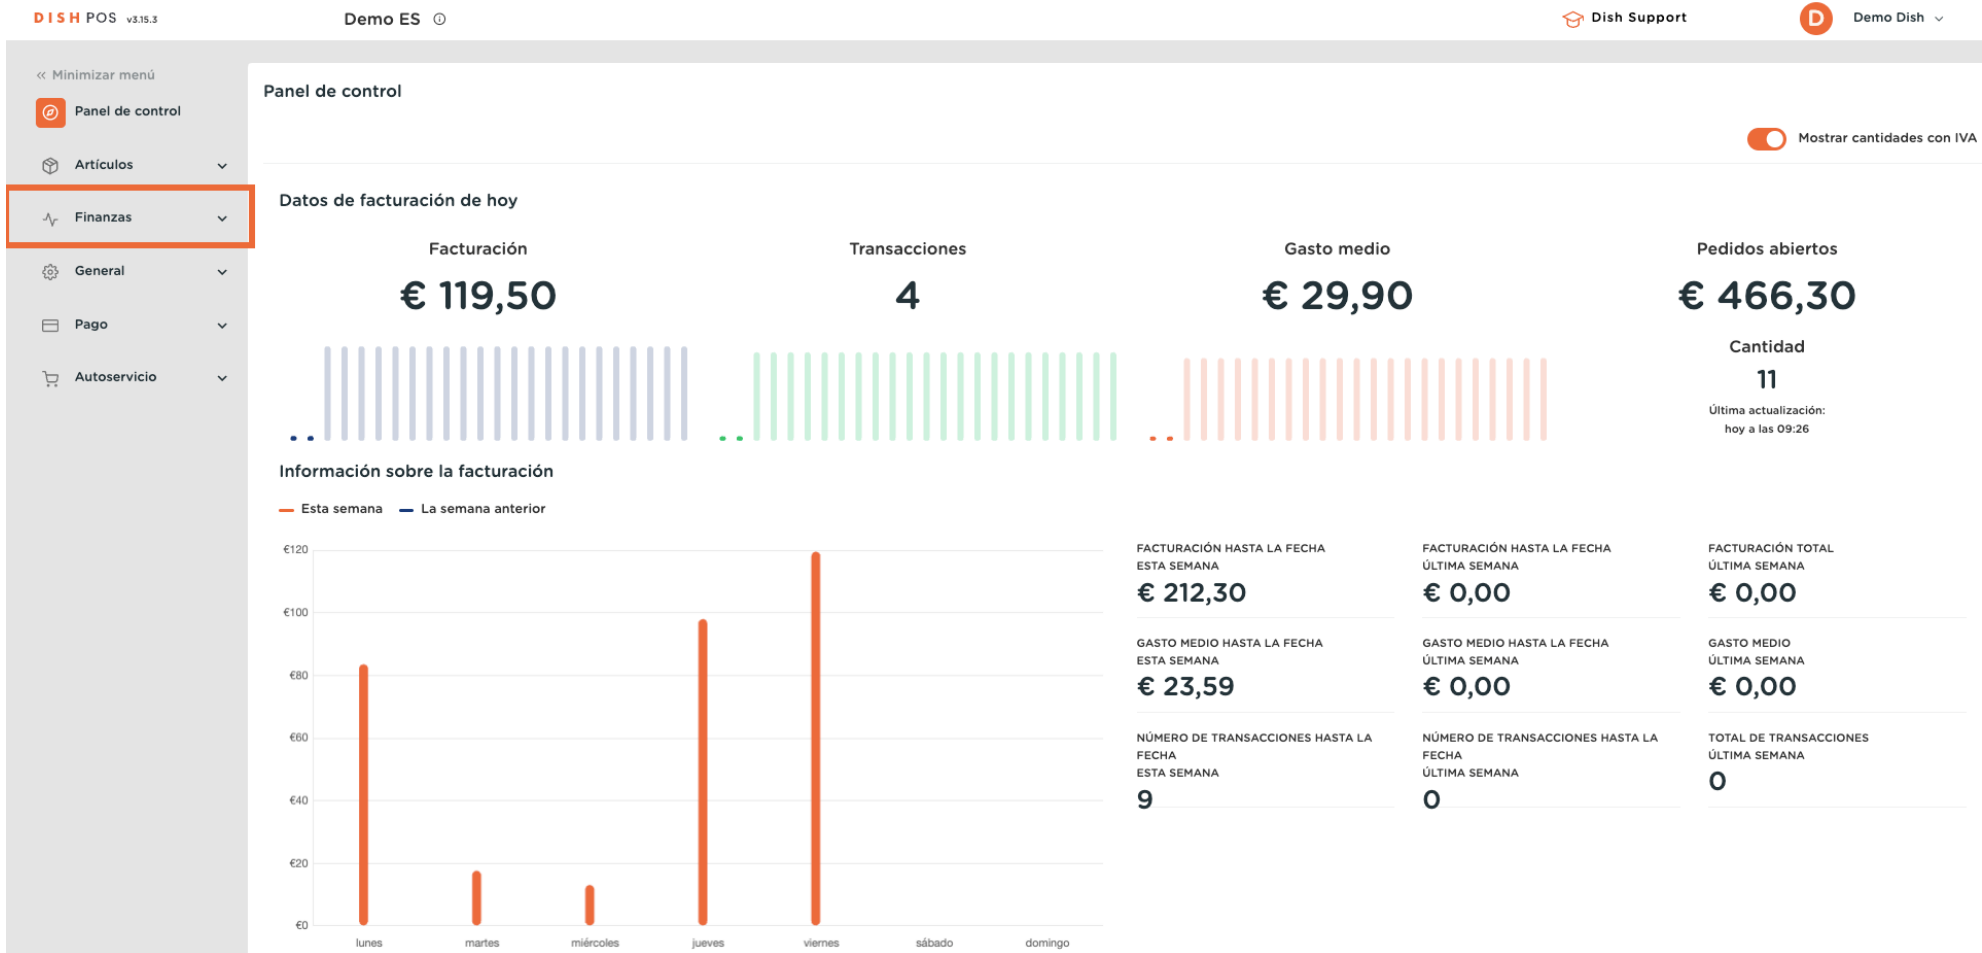 DISH POS v3.15.3
Demo ES
Dish Support
D
Demo Dish
« Minimizar menú
Panel de control
Artículos
Finanzas
General
Pago
Autoservicio
Panel de control
Mostrar cantidades con IVA
Datos de facturación de hoy
Facturación
€ 119,50
Transacciones
4
Gasto medio
€ 29,90
Pedidos abiertos
€ 466,30
Cantidad
11
Última actualización:
hoy a las 09:26
Información sobre la facturación
Esta semana
La semana anterior
€120
€100
€80
€60
€40
€20
€0
lunes
martes
miércoles
jueves
viernes
sábado
domingo
FACTURACIÓN HASTA LA FECHA
ESTA SEMANA
€ 212,30
FACTURACIÓN HASTA LA FECHA
ÚLTIMA SEMANA
€ 0,00
FACTURACIÓN TOTAL
ÚLTIMA SEMANA
€ 0,00
GASTO MEDIO HASTA LA FECHA
ESTA SEMANA
€ 23,59
GASTO MEDIO HASTA LA FECHA
ÚLTIMA SEMANA
€ 0,00
GASTO MEDIO
ÚLTIMA SEMANA
€ 0,00
NÚMERO DE TRANSACCIONES HASTA LA
FECHA
ESTA SEMANA
9
NÚMERO DE TRANSACCIONES HASTA LA
FECHA
ÚLTIMA SEMANA
0
TOTAL DE TRANSACCIONES
ÚLTIMA SEMANA
0